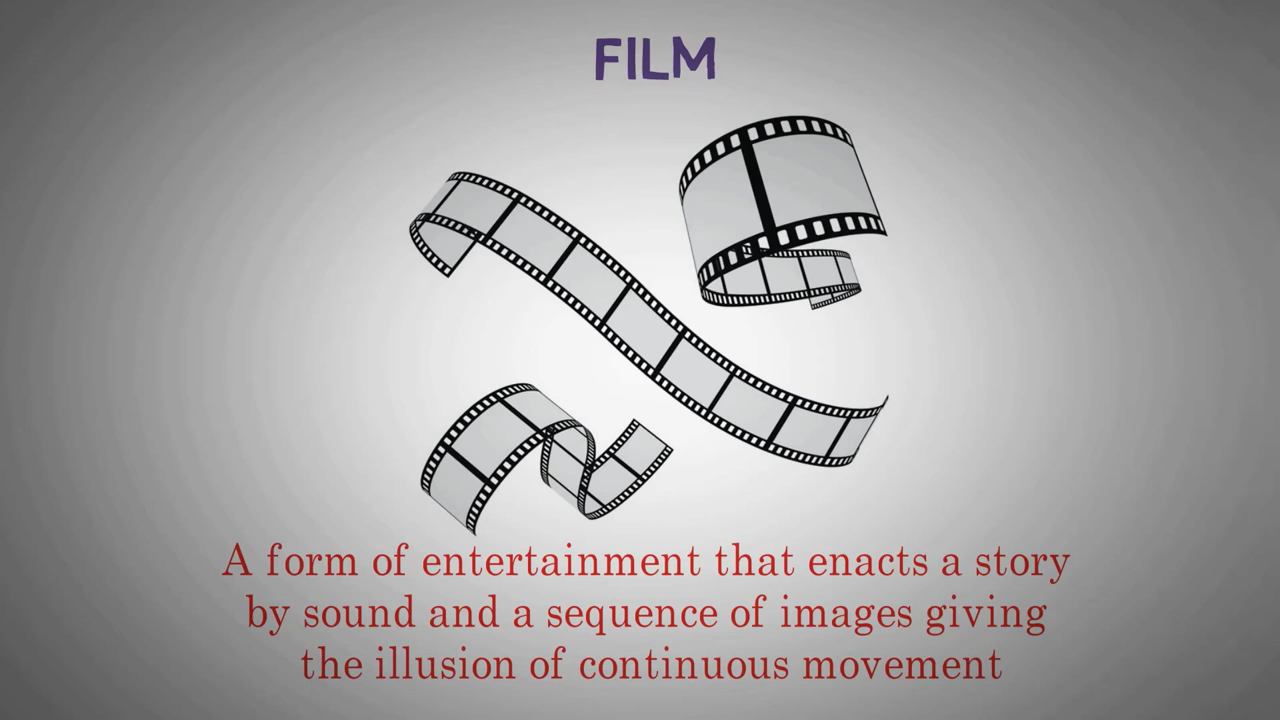 FILM
A form of entertainment that enacts a story
by sound and a sequence of images giving
the illusion of continuous movement